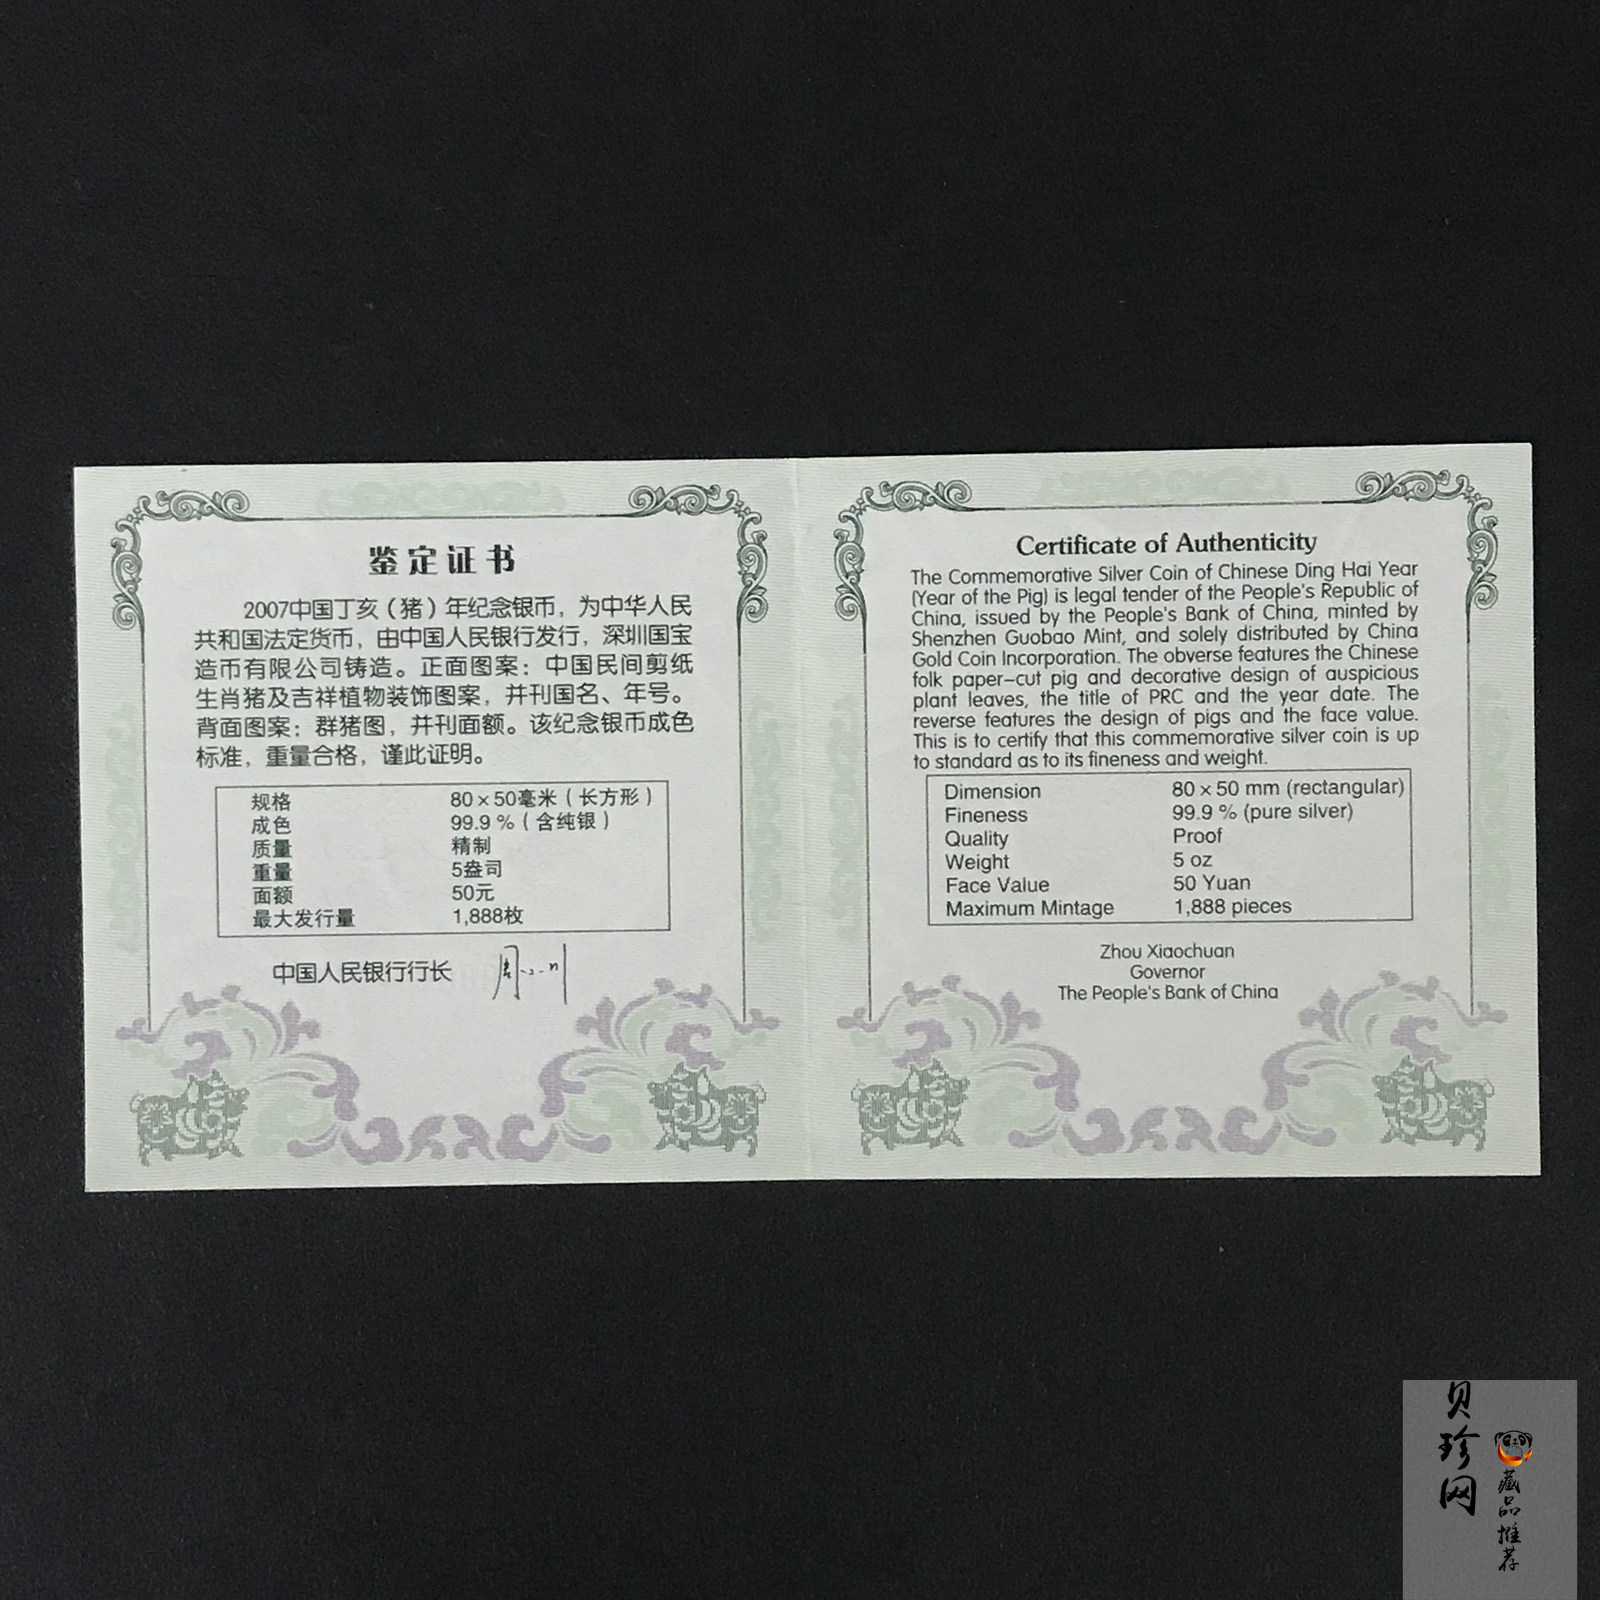 鉴定证书
2007中国丁亥（猪）年纪念银币，为中华人民
共和国法定货币，由中国人民银行发行，深圳国宝
造币有限公司铸造。正面图案：中国民间剪纸
生肖猪及吉祥植物装饰图案，并刊国名、年号。
背面图案：群猪图，并刊面额。该纪念银币成色
标准，重量合格，谨此证明。
规格 80×50毫米（长方形）
成色 99.9％（含纯银）
质量 精制
重量 5盎司
面额 50元
最大发行量 1,888枚
中国人民银行行长 周小川
Certificate of Authenticity
The Commemorative Silver Coin of Chinese Ding Hai Year
(Year of the Pig) is legal tender of the People's Republic of
China, issued by the People's Bank of China, minted by
Shenzhen Guobao Mint, and solely distributed by China
Gold Coin Incorporation. The obverse features the Chinese
folk paper-cut pig and decorative design of auspicious
plant leaves, the title of PRC and the year date. The
reverse features the design of pigs and the face value.
This is to certify that this commemorative silver coin is up
to standard as to its fineness and weight.
Dimension 80×50 mm (rectangular)
Fineness 99.9 % (pure silver)
Quality Proof
Weight 5 oz
Face Value 50 Yuan
Maximum Mintage 1,888 pieces
Zhou Xiaochuan
Governor
The People's Bank of China
贝珍网
藏品推荐